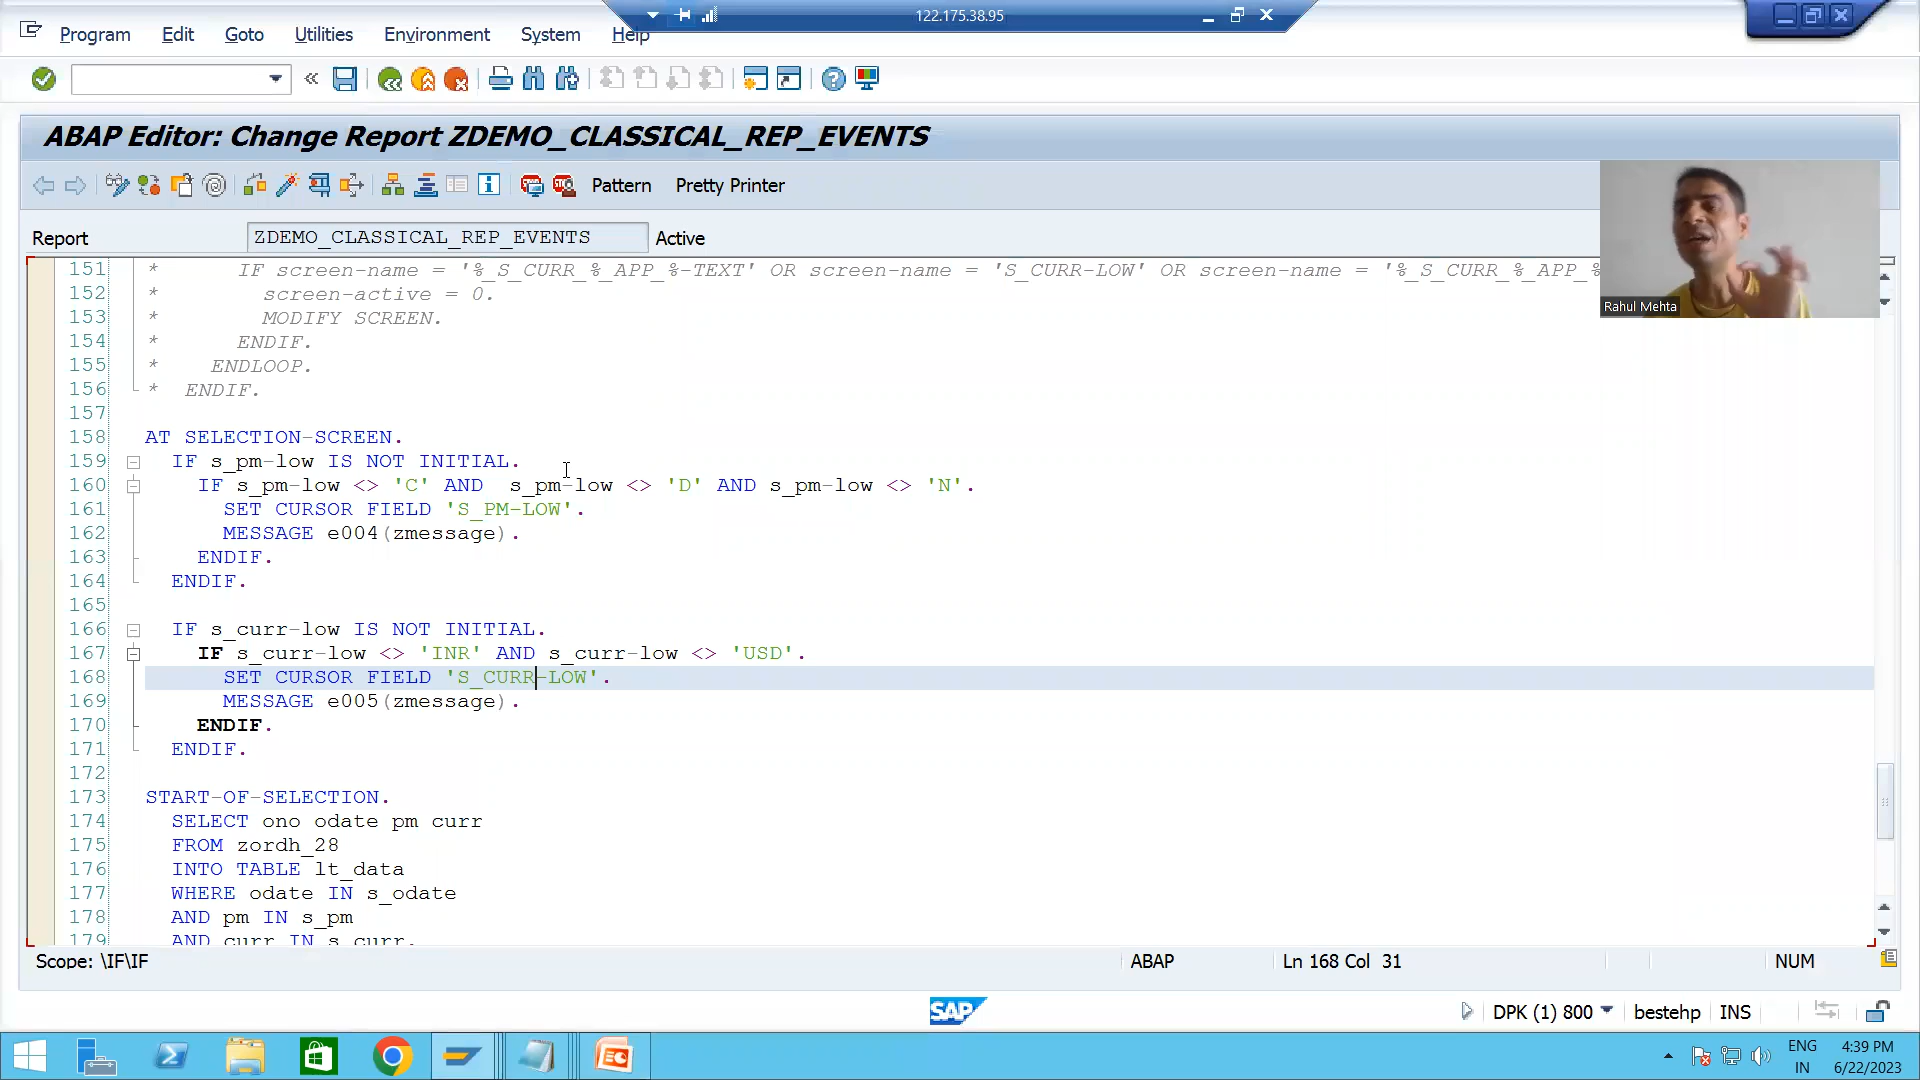 122.175.38.95
Program Edit Goto Utilities Environment System Help
ABAP Editor: Change Report ZDEMO_CLASSICAL_REP_EVENTS
Pattern Pretty Printer
Report ZDEMO_CLASSICAL_REP_EVENTS Active
Rahul Mehta
151 * IF screen-name = '%_S_CURR_%_APP_%-TEXT' OR screen-name = 'S_CURR-LOW' OR screen-name = '%_S_CURR_%_APP_%
152 * screen-active = 0.
153 * MODIFY SCREEN.
154 * ENDIF.
155 * ENDLOOP.
156 * ENDIF.
157
158 AT SELECTION-SCREEN.
159 IF s_pm-low IS NOT INITIAL.
160 IF s_pm-low <> 'C' AND s_pm-low <> 'D' AND s_pm-low <> 'N'.
161 SET CURSOR FIELD 'S_PM-LOW'.
162 MESSAGE e004(zmessage).
163 ENDIF.
164 ENDIF.
165
166 IF s_curr-low IS NOT INITIAL.
167 IF s_curr-low <> 'INR' AND s_curr-low <> 'USD'.
168 SET CURSOR FIELD 'S_CURR-LOW'.
169 MESSAGE e005(zmessage).
170 ENDIF.
171 ENDIF.
172
173 START-OF-SELECTION.
174 SELECT ono odate pm curr
175 FROM zordh_28
176 INTO TABLE lt_data
177 WHERE odate IN s_odate
178 AND pm IN s_pm
179 AND curr IN s_curr.
Scope: \IF\IF ABAP Ln 168 Col 31 NUM
SAP DPK (1) 800 bestehp INS
ENG 4:39 PM
IN 6/22/2023